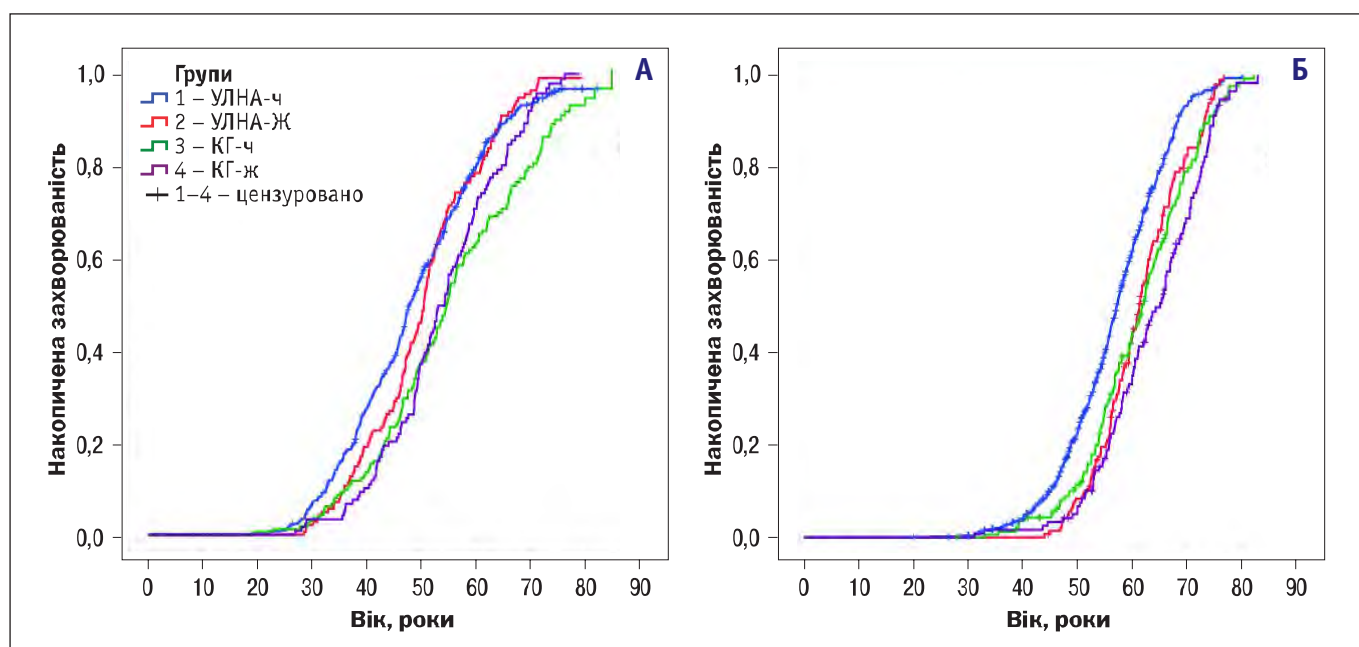 А
Групи
1 – УЛНА-ч
2 – УЛНА-Ж
3 – КГ-ч
4 – КГ-ж
1–4 – цензуровано
Накопичена захворюваність
1,0
0,8
0,6
0,4
0,2
0,0
0 10 20 30 40 50 60 70 80 90
Вік, роки
Б
Накопичена захворюваність
1,0
0,8
0,6
0,4
0,2
0,0
0 10 20 30 40 50 60 70 80 90
Вік, роки